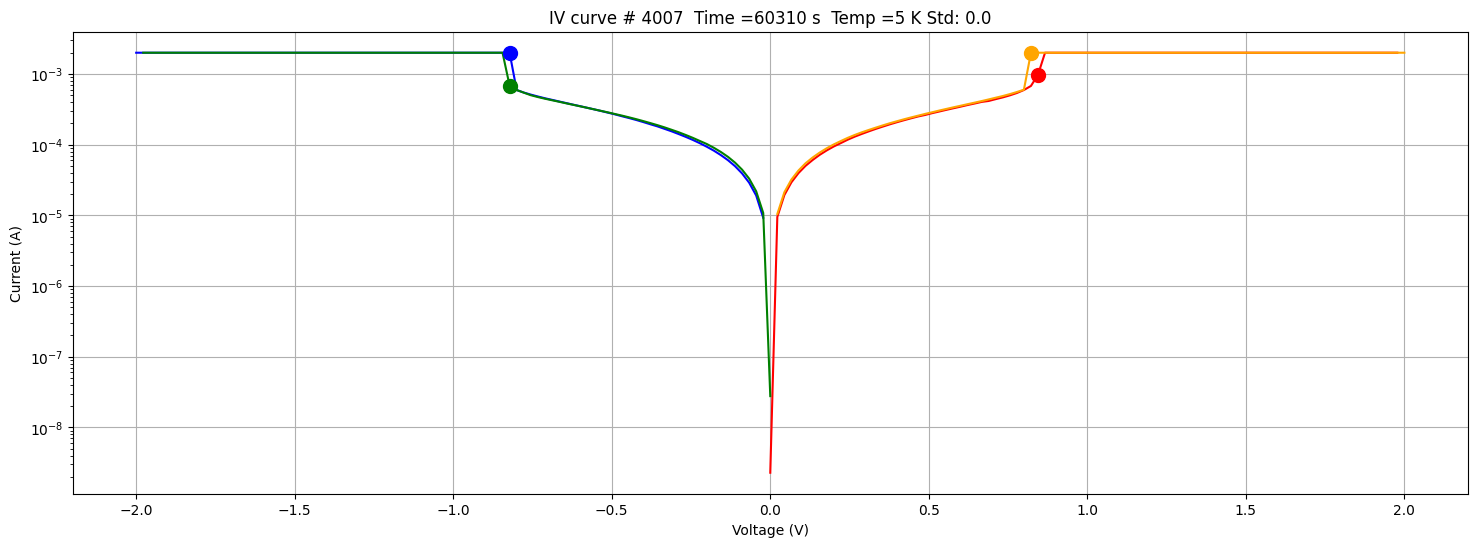 IV curve # 4007  Time =60310 s  Temp =5 K Std: 0.0
Current (A)
10⁻³
10⁻⁴
10⁻⁵
10⁻⁶
10⁻⁷
10⁻⁸
−2.0 −1.5 −1.0 −0.5 0.0 0.5 1.0 1.5 2.0
Voltage (V)